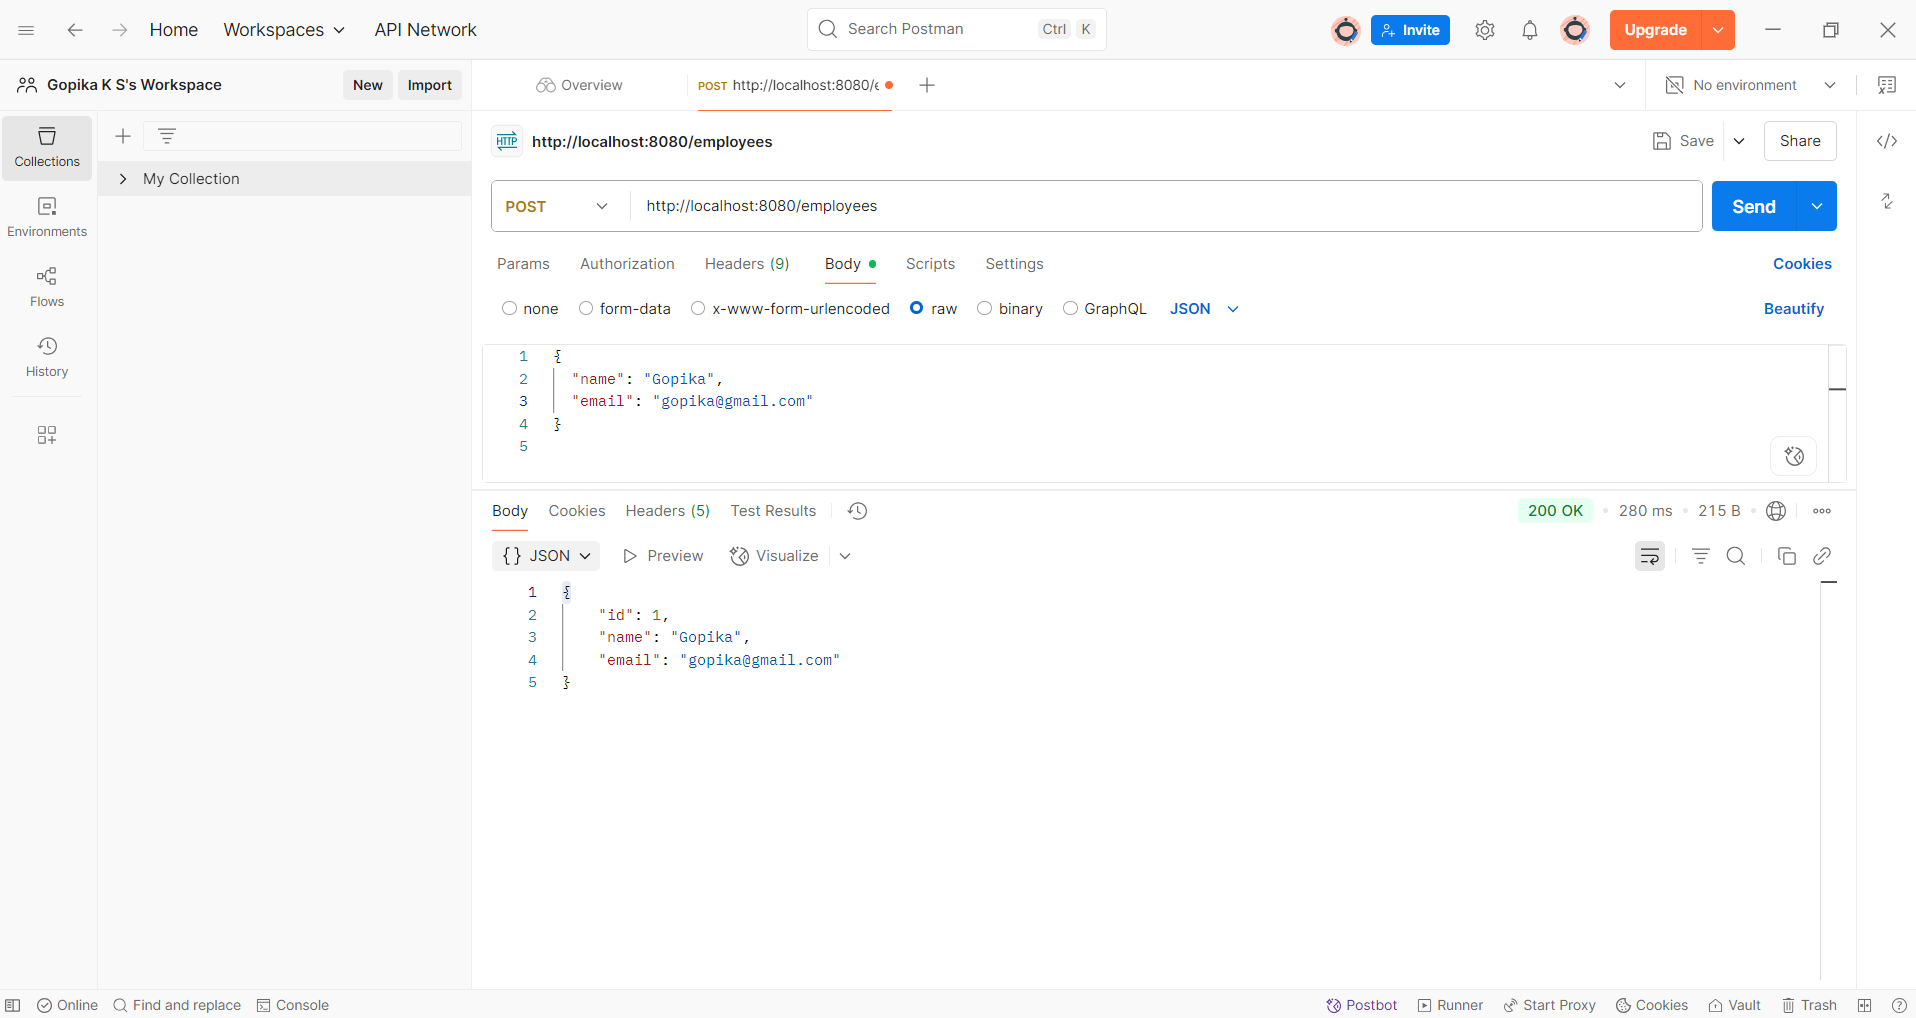 Home Workspaces API Network Search Postman Ctrl K Invite Upgrade
Gopika K S's Workspace New Import Overview POST http://localhost:8080/e No environment
Collections
Environments
Flows
History
My Collection
HTTP http://localhost:8080/employees Save Share
POST http://localhost:8080/employees Send
Params Authorization Headers (9) Body Scripts Settings Cookies
none form-data x-www-form-urlencoded raw binary GraphQL JSON Beautify
1 {
2 "name": "Gopika",
3 "email": "gopika@gmail.com"
4 }
5
Body Cookies Headers (5) Test Results 200 OK 280 ms 215 B
{} JSON Preview Visualize
1 {
2 "id": 1,
3 "name": "Gopika",
4 "email": "gopika@gmail.com"
5 }
Online Find and replace Console Postbot Runner Start Proxy Cookies Vault Trash